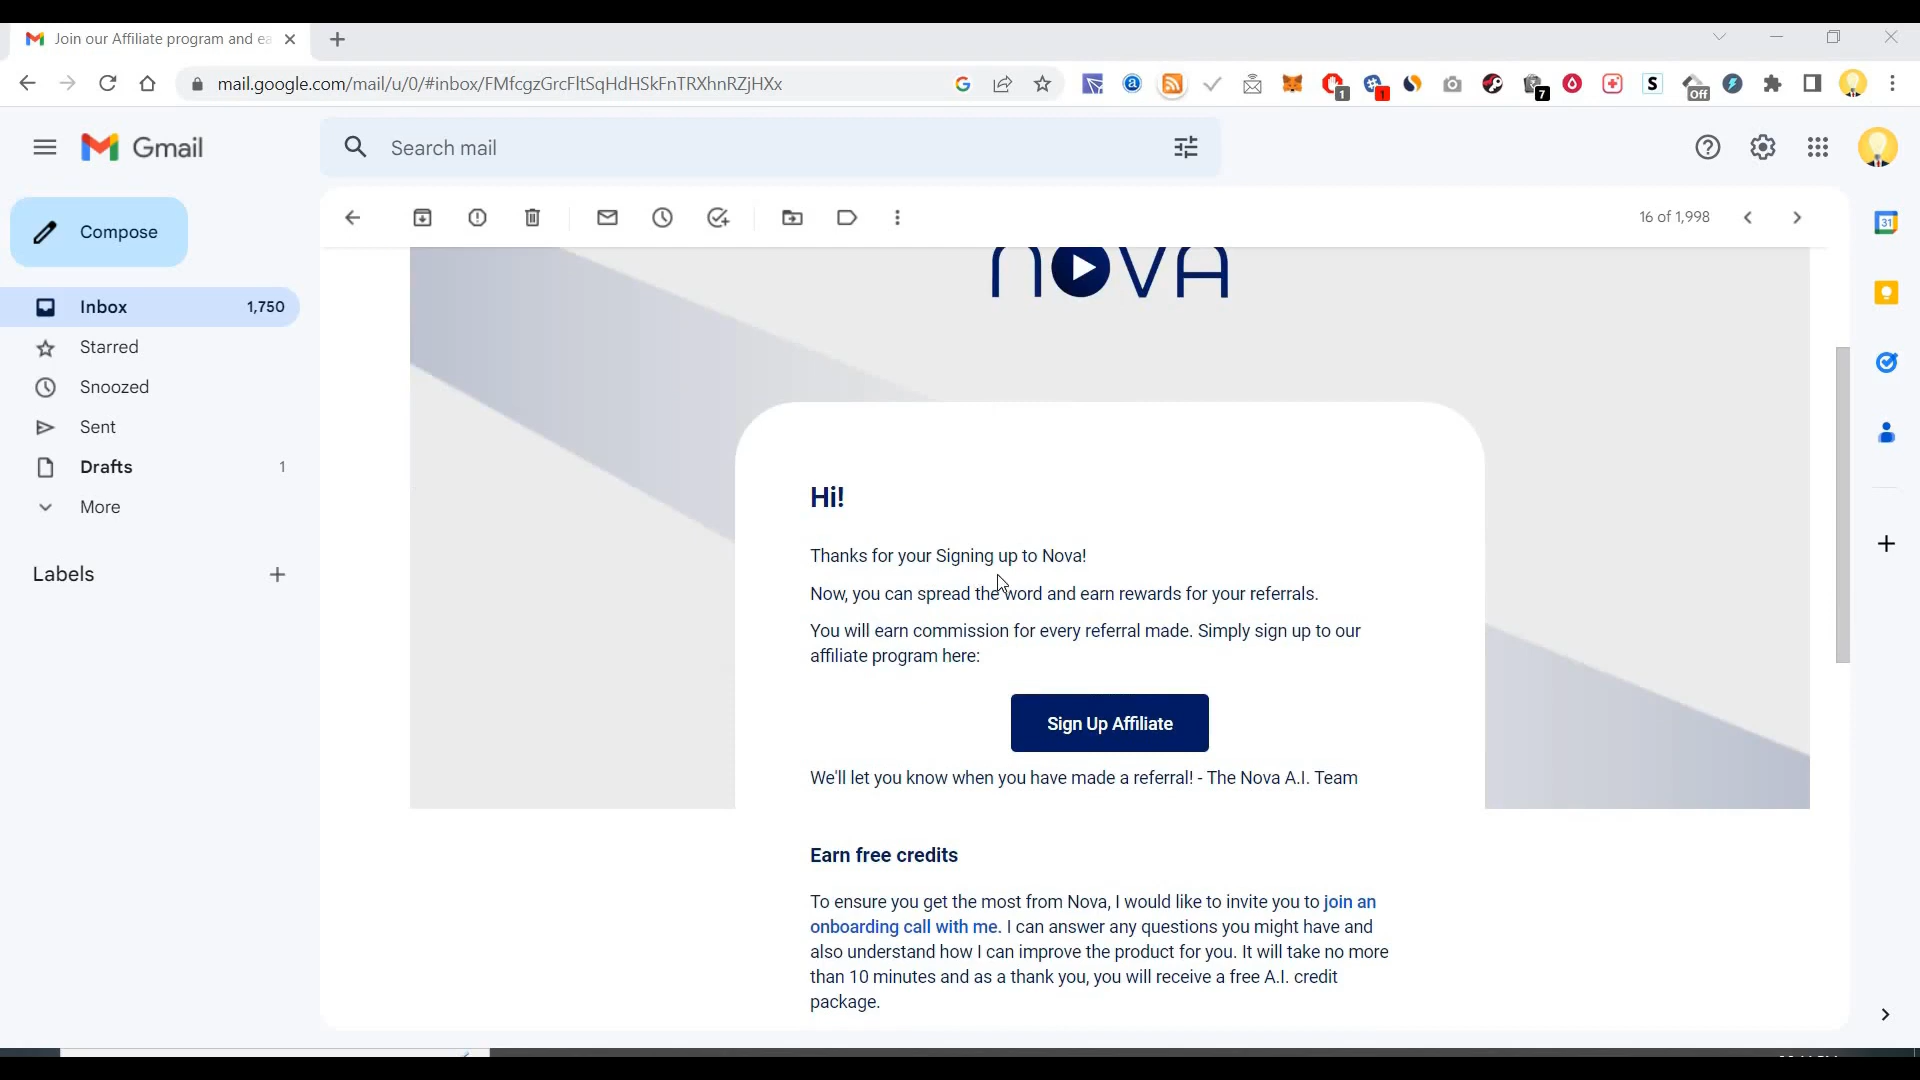 Join our Affiliate program and ea
mail.google.com/mail/u/0/#inbox/FMfcgzGrcFltSqHdHSkFnTRXhnRZjHXx
1
1
7
S
Off
Gmail
Search mail
Compose
16 of 1,998
31
NOVA
Inbox 1,750
Starred
Snoozed
Sent
Drafts 1
More
Labels
Hi!
Thanks for your Signing up to Nova!
Now, you can spread the word and earn rewards for your referrals.
You will earn commission for every referral made. Simply sign up to our
affiliate program here:
Sign Up Affiliate
We'll let you know when you have made a referral! - The Nova A.I. Team
Earn free credits
To ensure you get the most from Nova, I would like to invite you to join an
onboarding call with me. I can answer any questions you might have and
also understand how I can improve the product for you. It will take no more
than 10 minutes and as a thank you, you will receive a free A.I. credit
package.